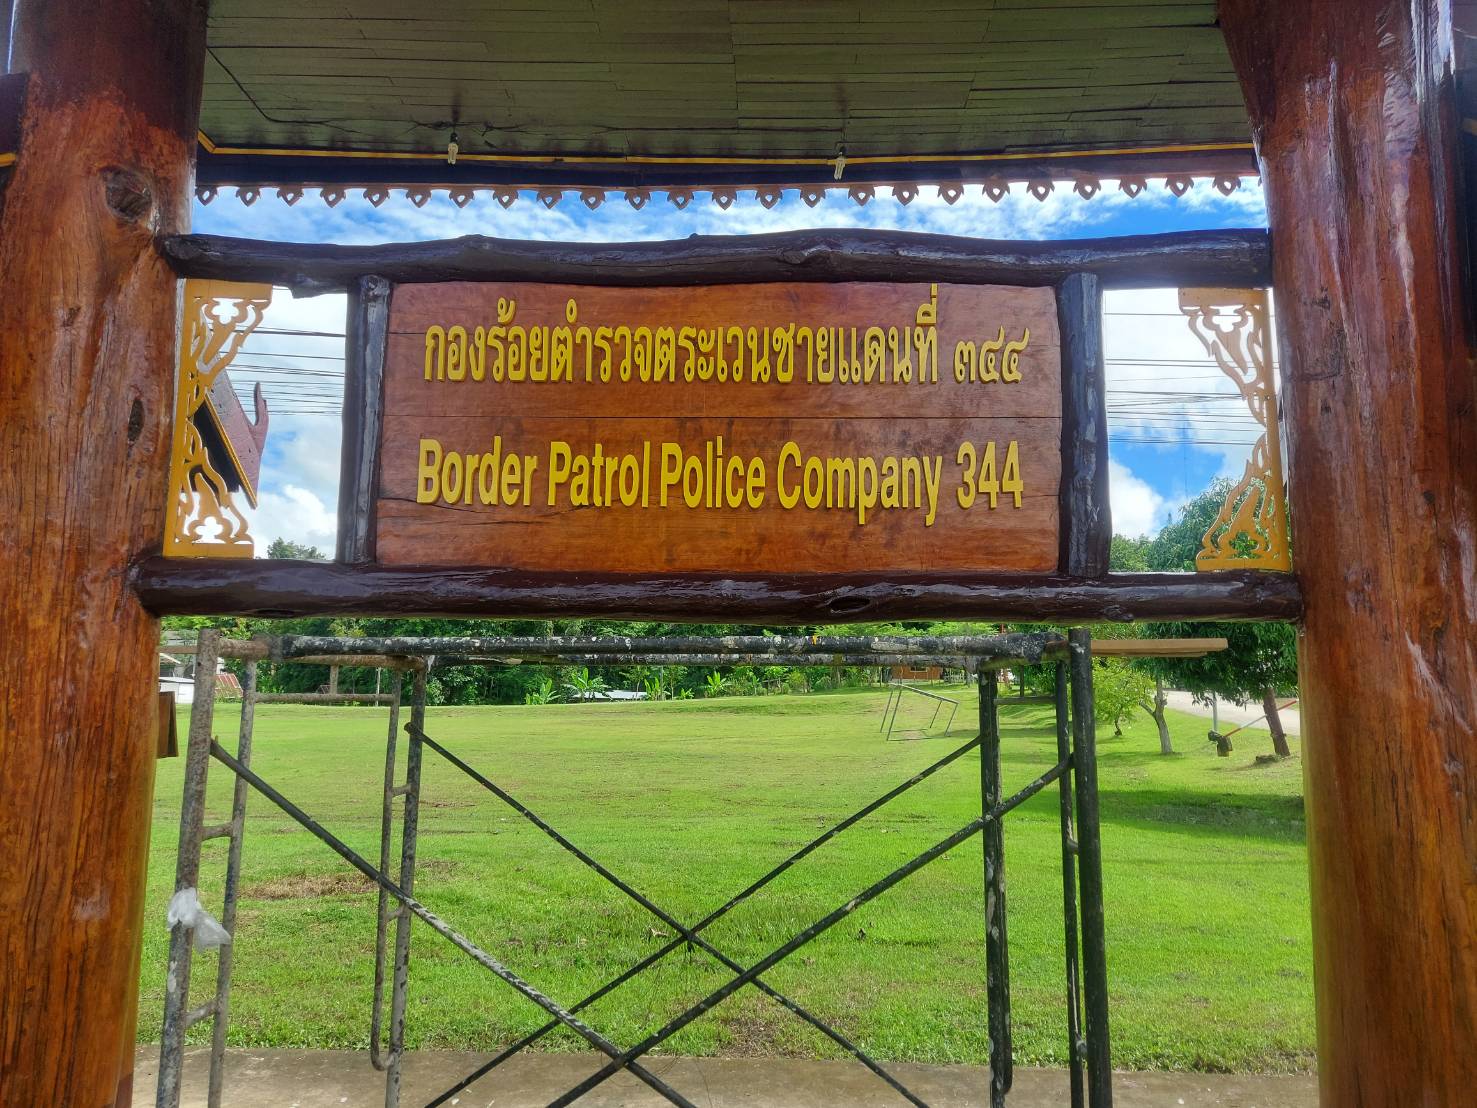 กองร้อยตำรวจตระเวนชายแดนที่ ๓๔๔
Border Patrol Police Company 344